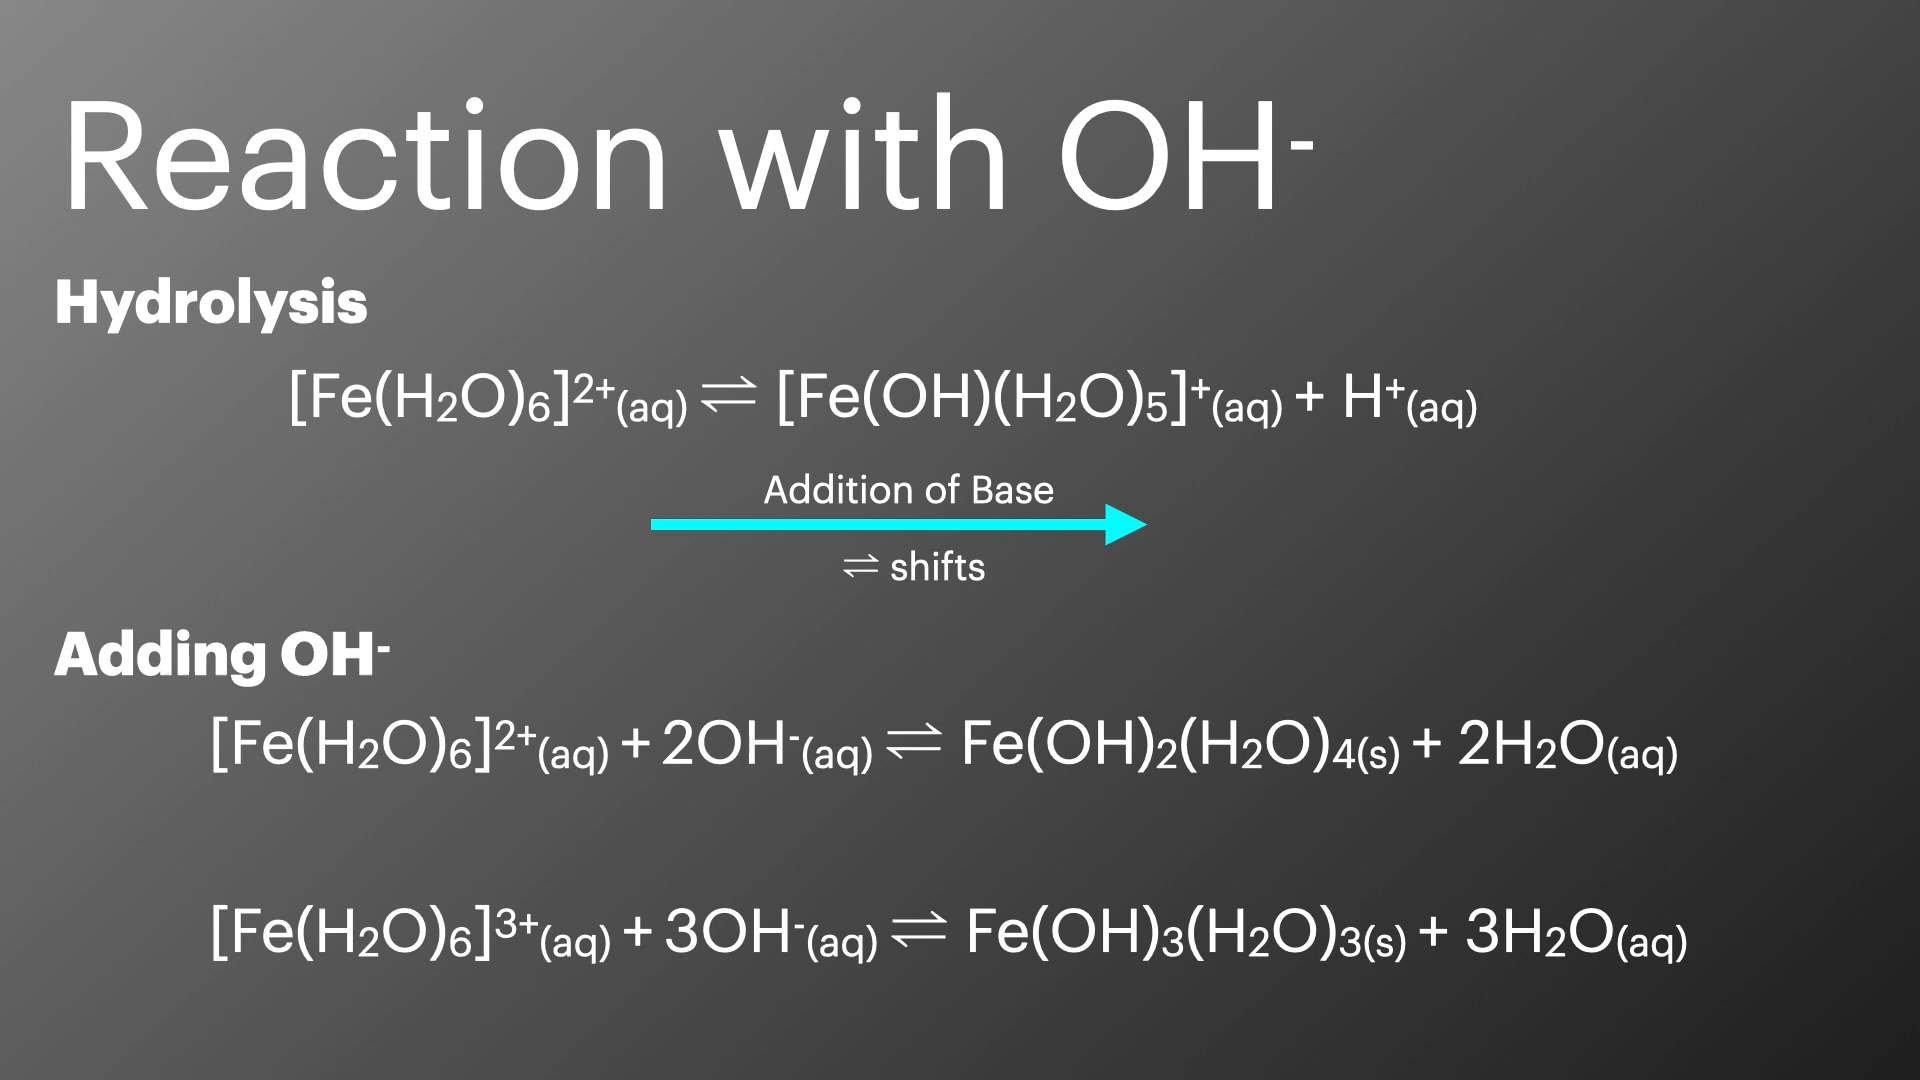 Reaction with OH⁻
Hydrolysis
[Fe(H₂O)₆]²⁺₍aq₎ ⇌ [Fe(OH)(H₂O)₅]⁺₍aq₎ + H⁺₍aq₎
Addition of Base
⇌ shifts
Adding OH⁻
[Fe(H₂O)₆]²⁺₍aq₎ + 2OH⁻₍aq₎ ⇌ Fe(OH)₂(H₂O)₄₍s₎ + 2H₂O₍aq₎
[Fe(H₂O)₆]³⁺₍aq₎ + 3OH⁻₍aq₎ ⇌ Fe(OH)₃(H₂O)₃₍s₎ + 3H₂O₍aq₎